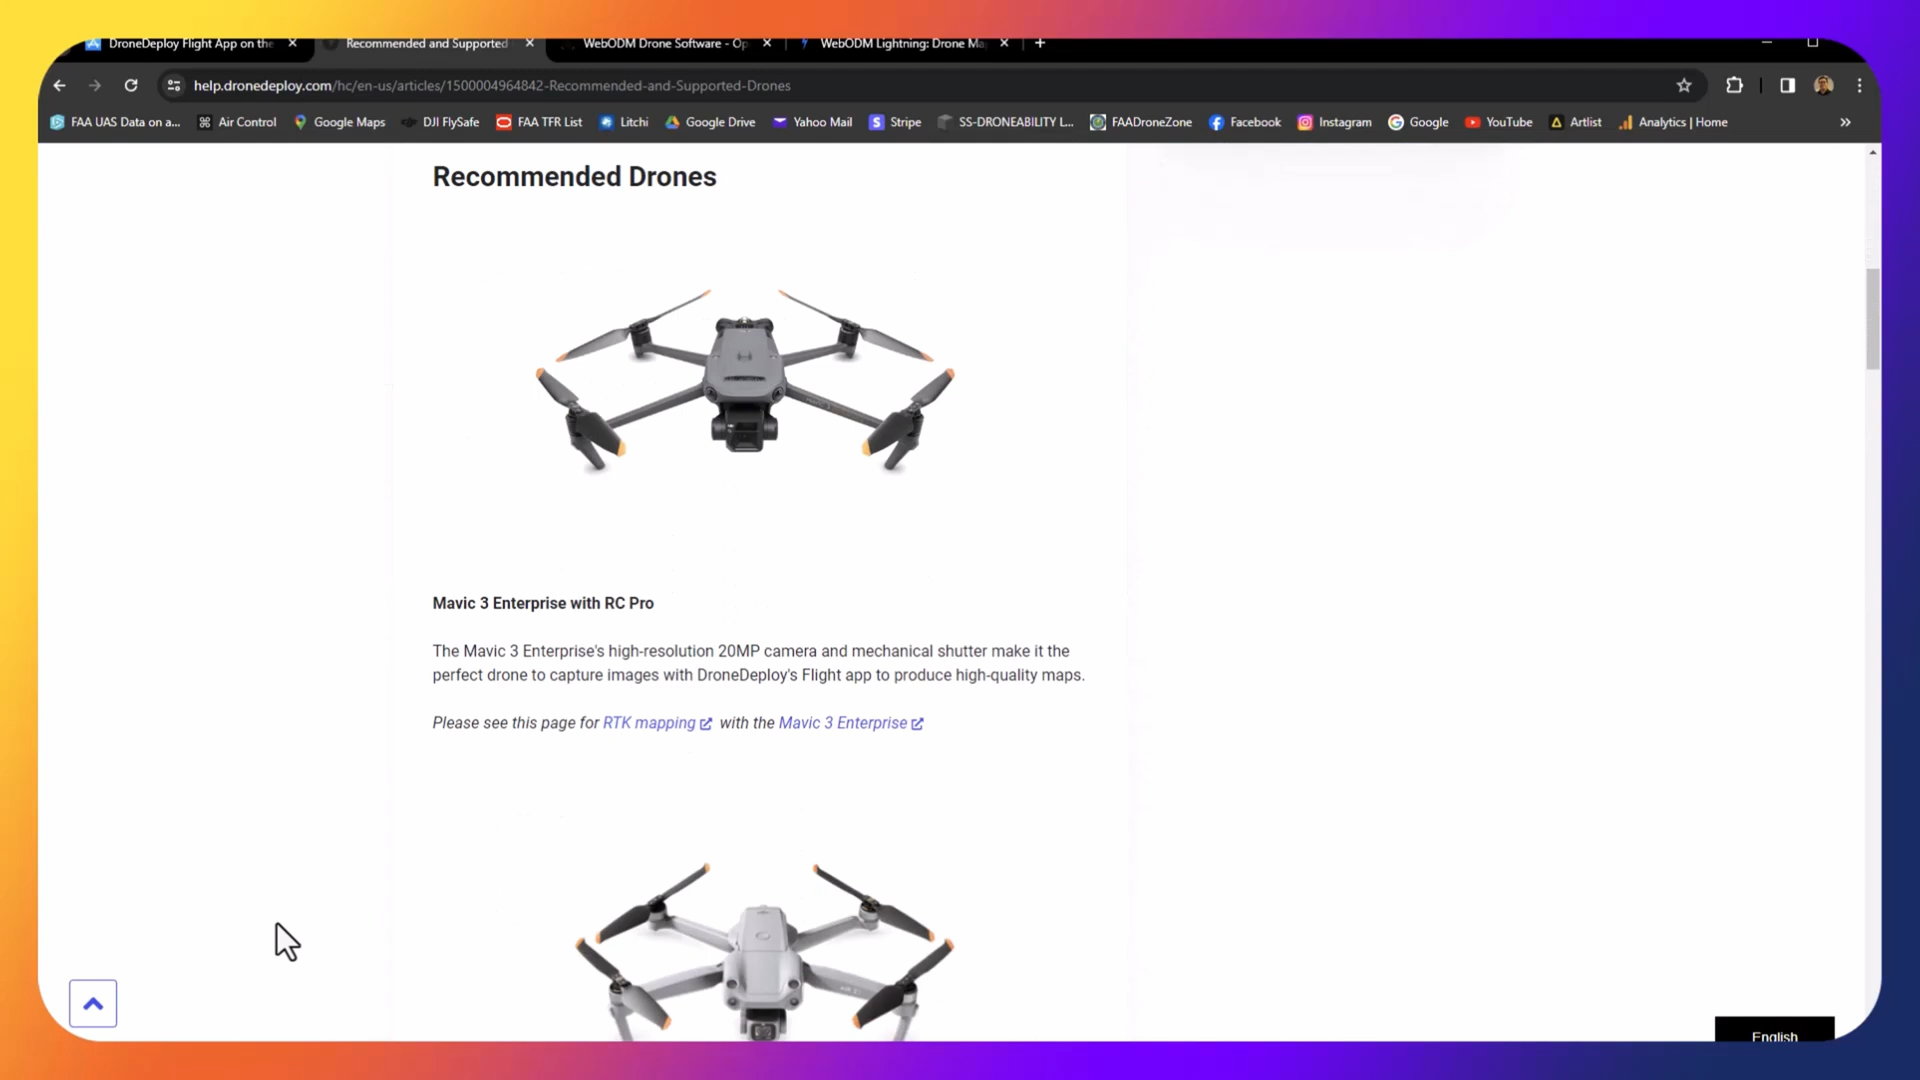 DroneDeploy Flight App on the
Recommended and Supported
WebODM Drone Software - Op
WebODM Lightning: Drone Ma
help.dronedeploy.com/hc/en-us/articles/1500004964842-Recommended-and-Supported-Drones
FAA UAS Data on a... Air Control Google Maps DJI FlySafe FAA TFR List Litchi Google Drive Yahoo Mail Stripe SS-DRONEABILITY L... FAADroneZone Facebook Instagram Google YouTube Artlist Analytics | Home
Recommended Drones
Mavic 3 Enterprise with RC Pro
The Mavic 3 Enterprise's high-resolution 20MP camera and mechanical shutter make it the
perfect drone to capture images with DroneDeploy's Flight app to produce high-quality maps.
Please see this page for RTK mapping with the Mavic 3 Enterprise
English